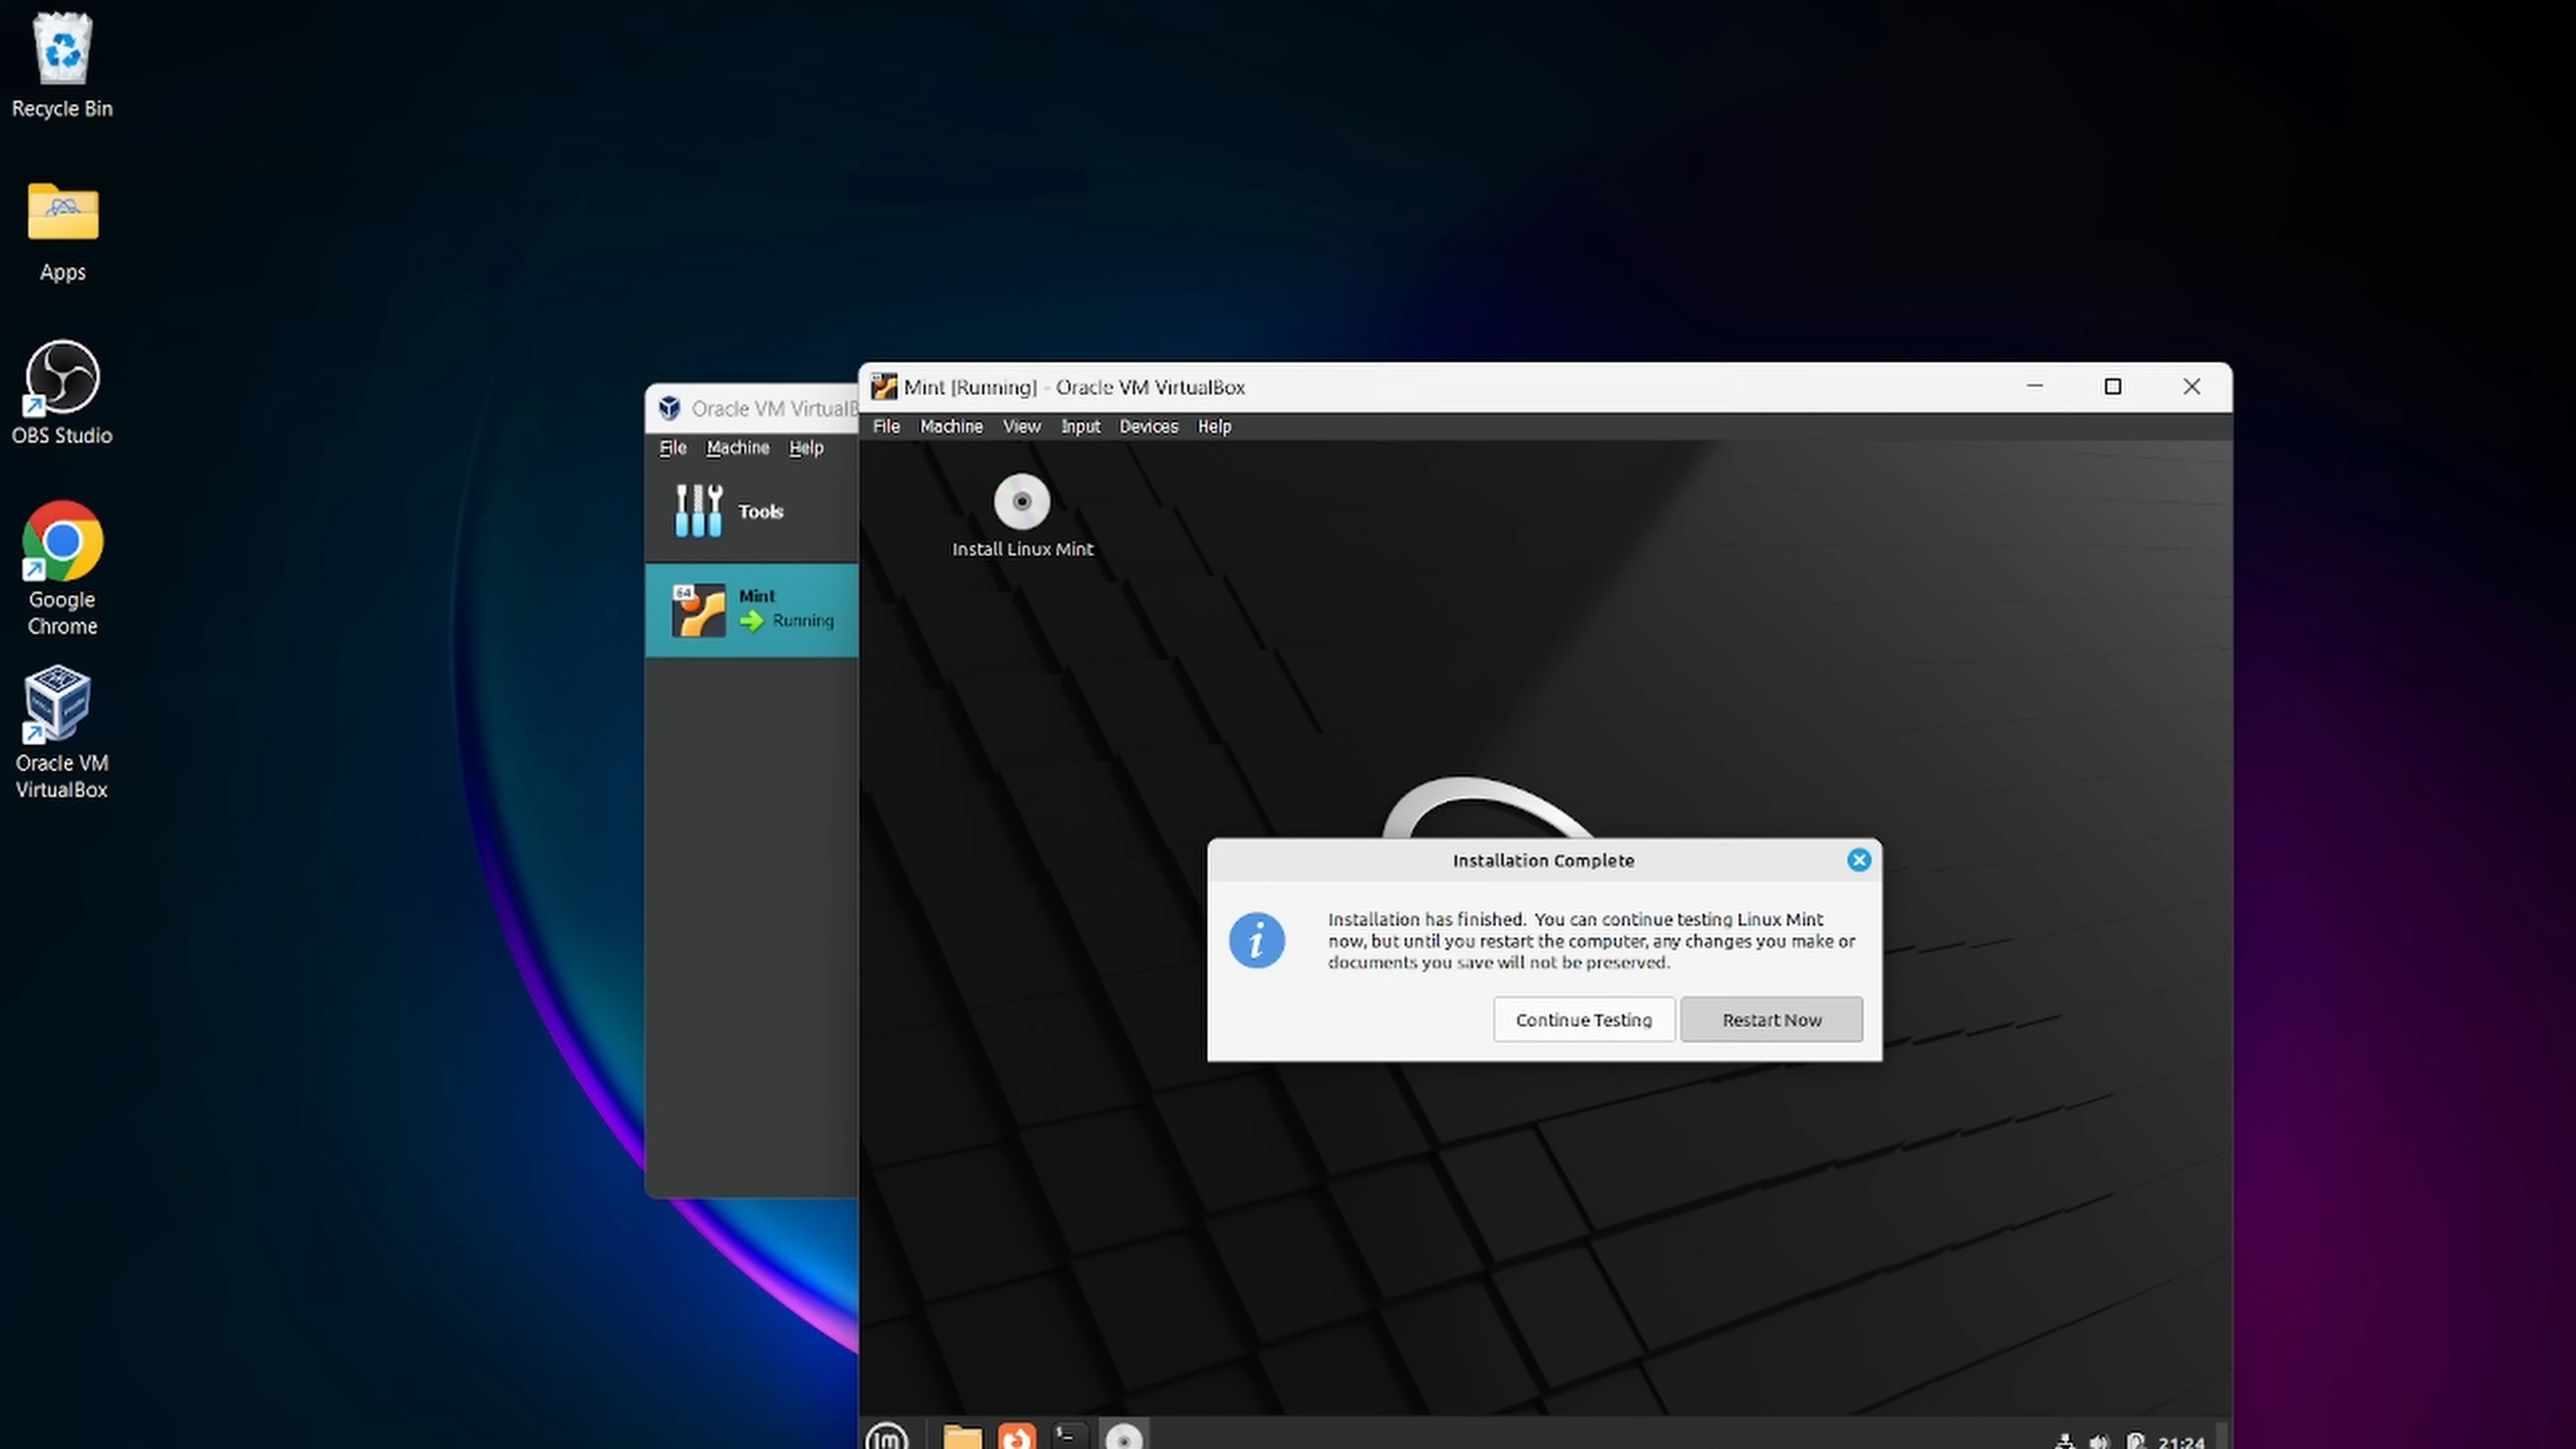 Recycle Bin
Apps
OBS Studio
Google
Chrome
Oracle VM
VirtualBox
Oracle VM VirtualB
File Machine Help
Tools
64
Mint
Running
Mint [Running] - Oracle VM VirtualBox
File Machine View Input Devices Help
Install Linux Mint
Installation Complete
Installation has finished. You can continue testing Linux Mint
now, but until you restart the computer, any changes you make or
documents you save will not be preserved.
Continue Testing
Restart Now
21:24